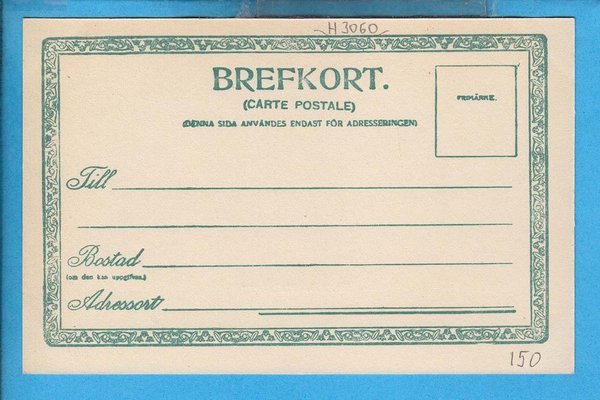 H3060
BREFKORT.
(CARTE POSTALE)
(DENNA SIDA ANVÄNDES ENDAST FÖR ADRESSERINGEN)
FRIMÄRKE.
Till
Bostad
(om den kan uppgifvas.)
Adressort
150